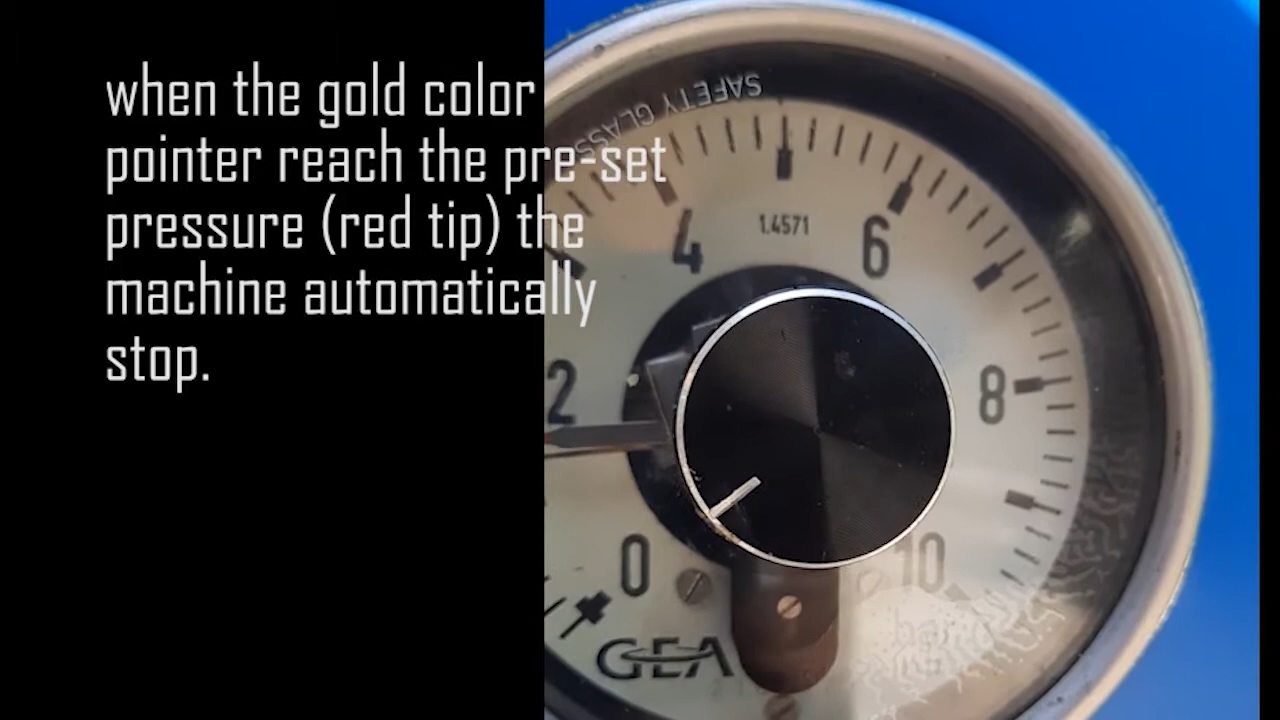 when the gold color
pointer reach the pre-set
pressure (red tip) the
machine automatically
stop.
SAFETY GLASS
4
1.4571
6
2
8
0
10
bar
GEA